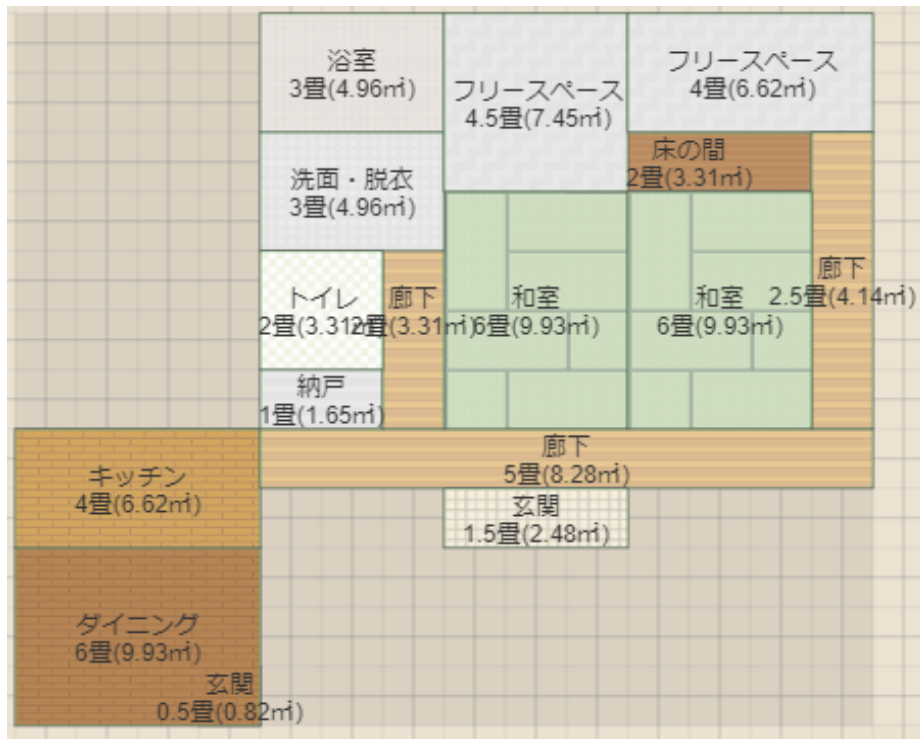 浴室
3畳(4.96㎡)
フリースペース
4.5畳(7.45㎡)
フリースペース
4畳(6.62㎡)
床の間
2畳(3.31㎡)
洗面・脱衣
3畳(4.96㎡)
トイレ
2畳(3.31㎡)
廊下
2畳(3.31㎡)
和室
6畳(9.93㎡)
和室
6畳(9.93㎡)
廊下
2.5畳(4.14㎡)
納戸
1畳(1.65㎡)
廊下
5畳(8.28㎡)
キッチン
4畳(6.62㎡)
玄関
1.5畳(2.48㎡)
ダイニング
6畳(9.93㎡)
玄関
0.5畳(0.82㎡)